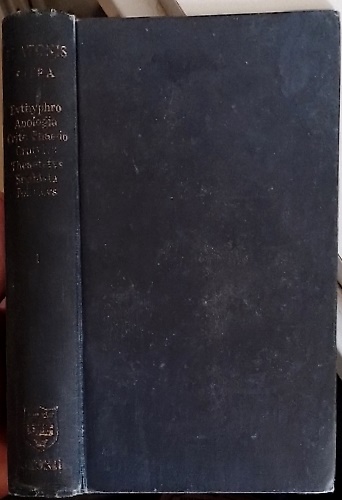 PLATONIS
OPERA
Euthyphro
Apologia
Crito Phaedo
Cratylus
Theaetetus
Sophista
Politicus
I